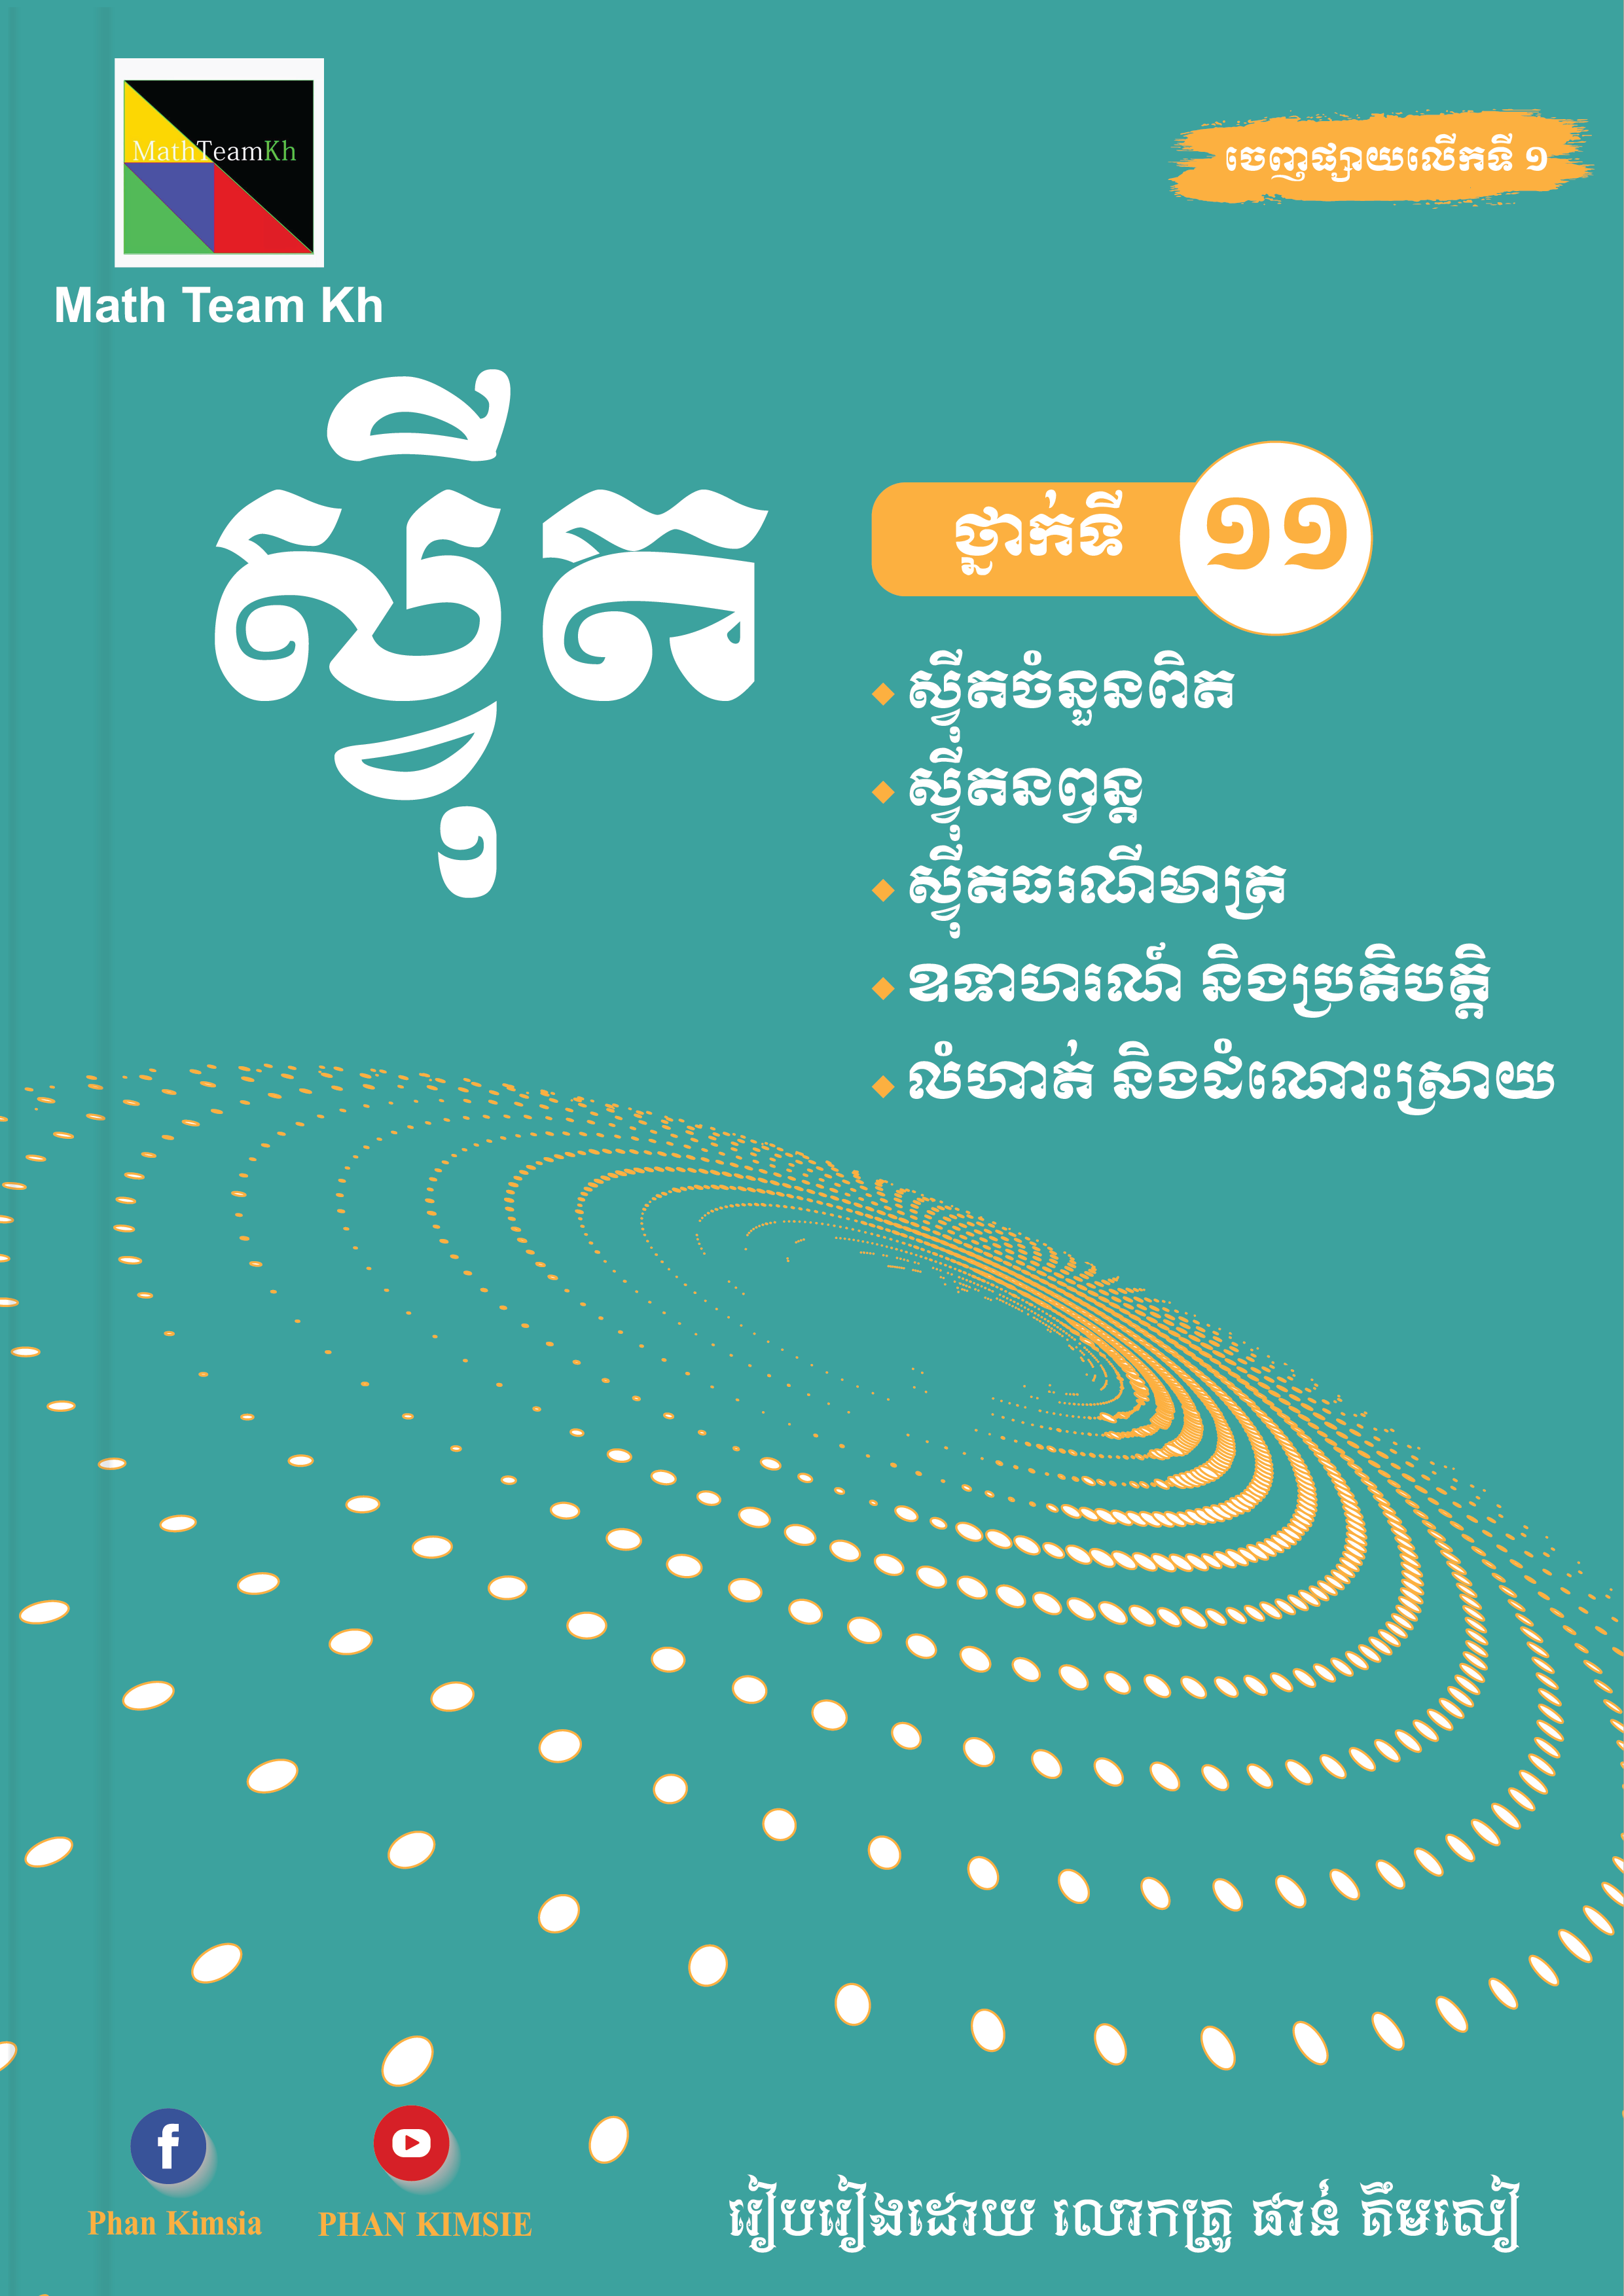 MathTeamKh
ចេញផ្សាយលើកទី ១
Math Team Kh
ស្វ៊ីត
ថ្នាក់ទី ១១
ស្វ៊ីតចំនួនពិត
ស្វ៊ីតនព្វន្ត
ស្វ៊ីតធរណីមាត្រ
ឧទាហរណ៍ និងប្រតិបត្តិ
លំហាត់ និងដំណោះស្រាយ
Phan Kimsia
PHAN KIMSIE
រៀបរៀងដោយ លោកគ្រូ ផាន់ គឹមសៀ